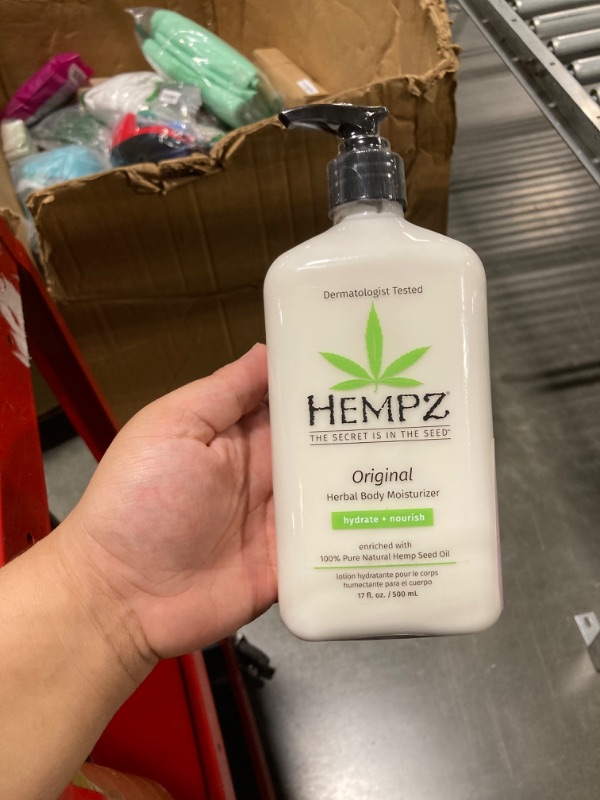 Dermatologist Tested
HEMPZ®
THE SECRET IS IN THE SEED™
Original
Herbal Body Moisturizer
hydrate + nourish
enriched with
100% Pure Natural Hemp Seed Oil
lotion hydratante pour le corps
humectante para el cuerpo
17 fl. oz. / 500 mL